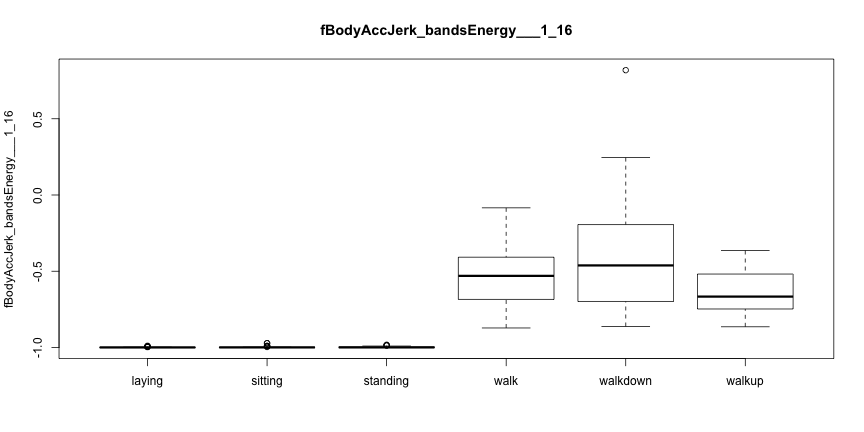 fBodyAccJerk_bandsEnergy___1_16
fBodyAccJerk_bandsEnergy___1_16
0.5
0.0
-0.5
-1.0
laying sitting standing walk walkdown walkup